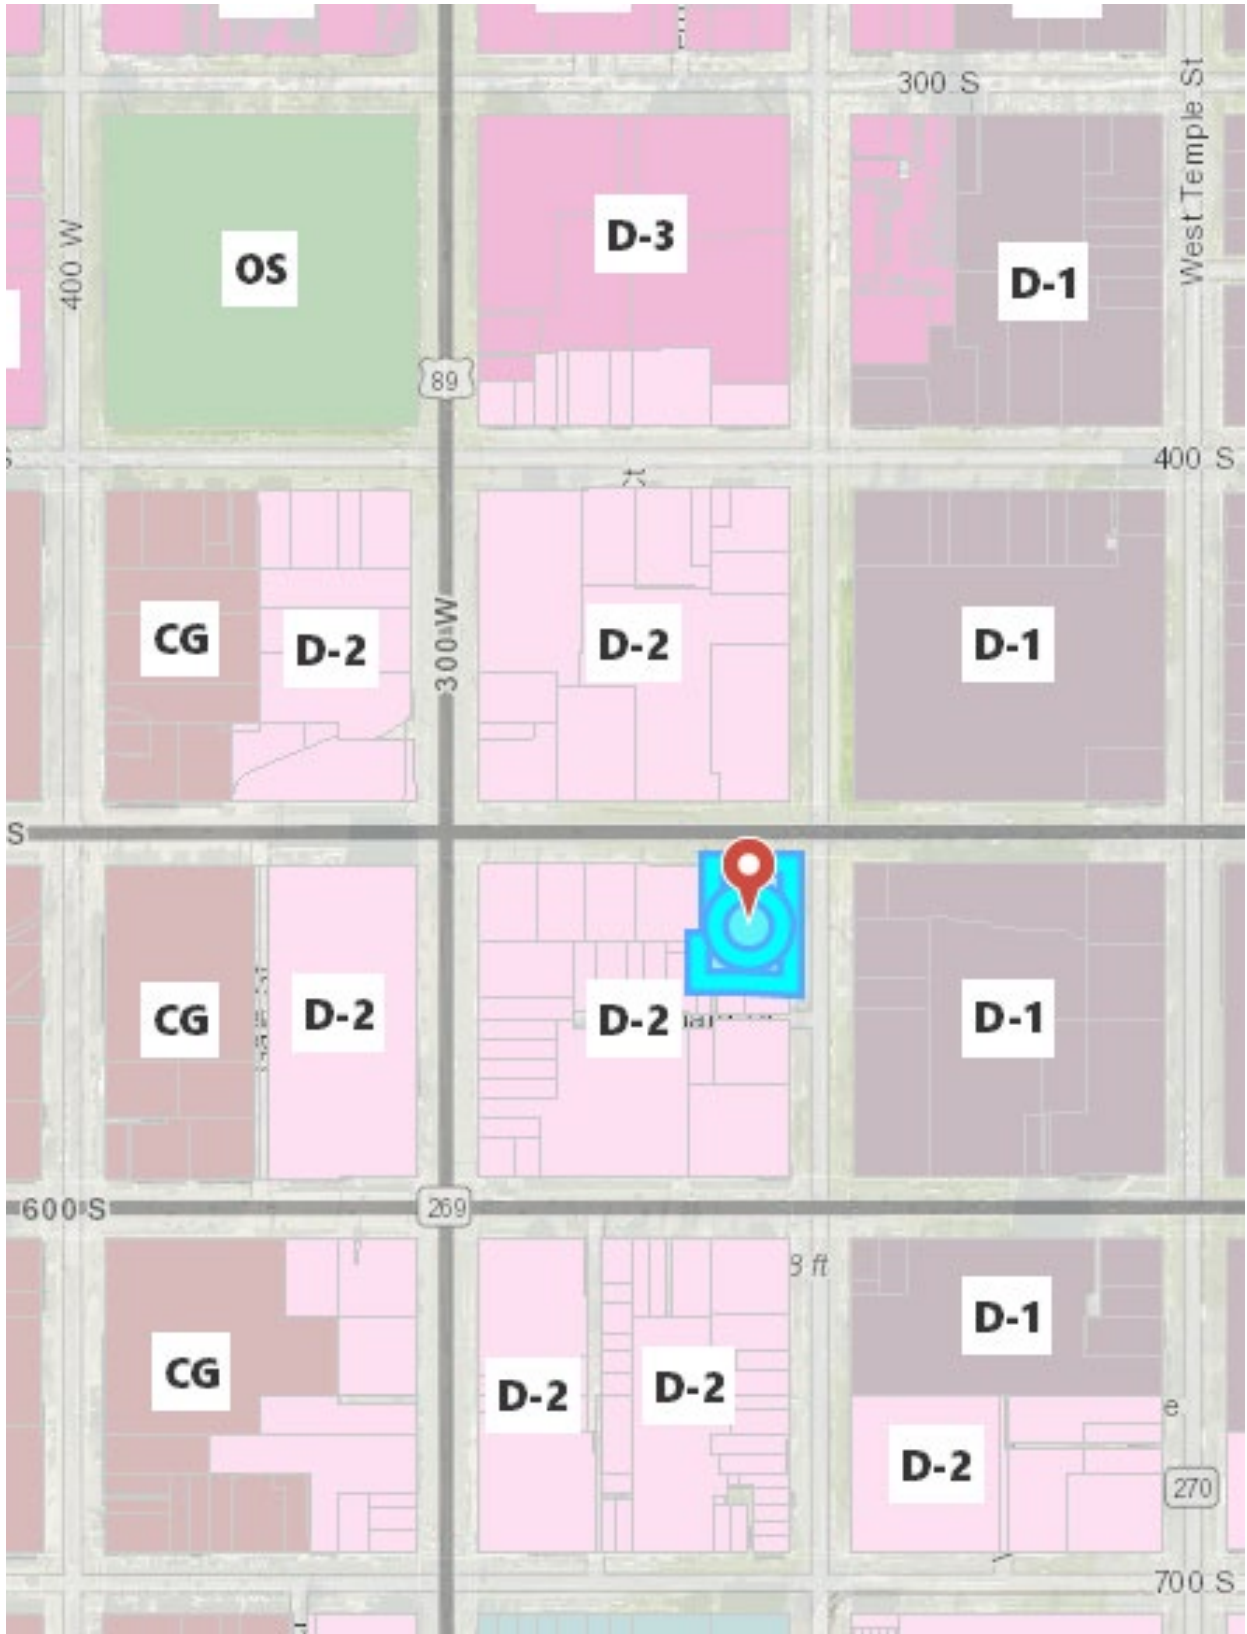 300 S
West Temple St
400 W
OS
D-3
D-1
89
400 S
S
CG
D-2
300 W
D-2
D-1
S
CG
D-2
D-2
D-1
600 S
269
8 ft
D-1
CG
D-2
D-2
D-2
e
270
700 S